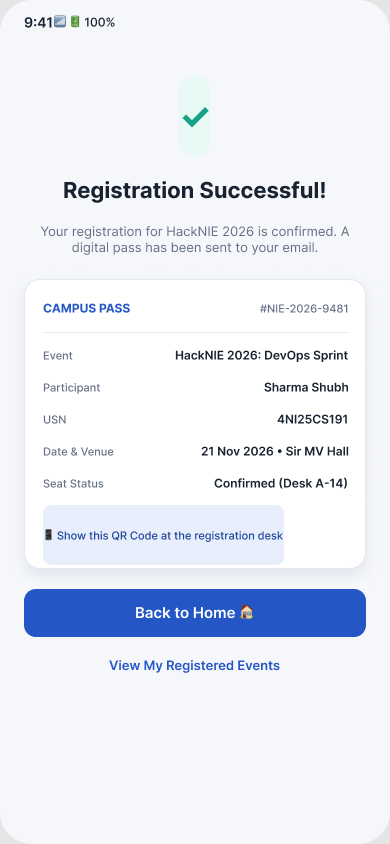 9:41 100%
Registration Successful!
Your registration for HackNIE 2026 is confirmed. A
digital pass has been sent to your email.
CAMPUS PASS #NIE-2026-9481
Event HackNIE 2026: DevOps Sprint
Participant Sharma Shubh
USN 4NI25CS191
Date & Venue 21 Nov 2026 • Sir MV Hall
Seat Status Confirmed (Desk A-14)
Show this QR Code at the registration desk
Back to Home
View My Registered Events